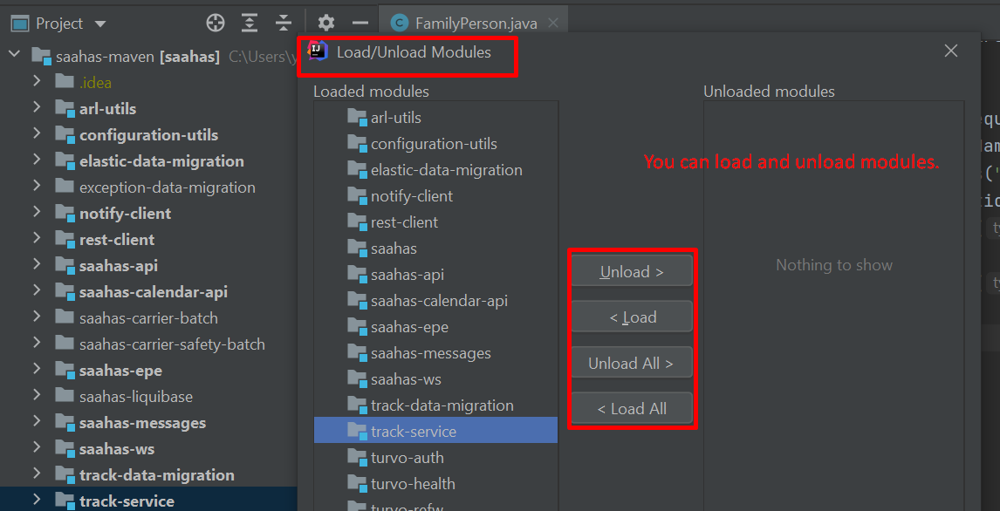 Project
FamilyPerson.java
saahas-maven [saahas] C:\Users\
.idea
arl-utils
configuration-utils
elastic-data-migration
exception-data-migration
notify-client
rest-client
saahas-api
saahas-calendar-api
saahas-carrier-batch
saahas-carrier-safety-batch
saahas-epe
saahas-liquibase
saahas-messages
saahas-ws
track-data-migration
track-service
Load/Unload Modules
Loaded modules
arl-utils
configuration-utils
elastic-data-migration
notify-client
rest-client
saahas
saahas-api
saahas-calendar-api
saahas-epe
saahas-messages
saahas-ws
track-data-migration
track-service
turvo-auth
turvo-health
turvo-refw
Unload >
< Load
Unload All >
< Load All
Unloaded modules
You can load and unload modules.
Nothing to show